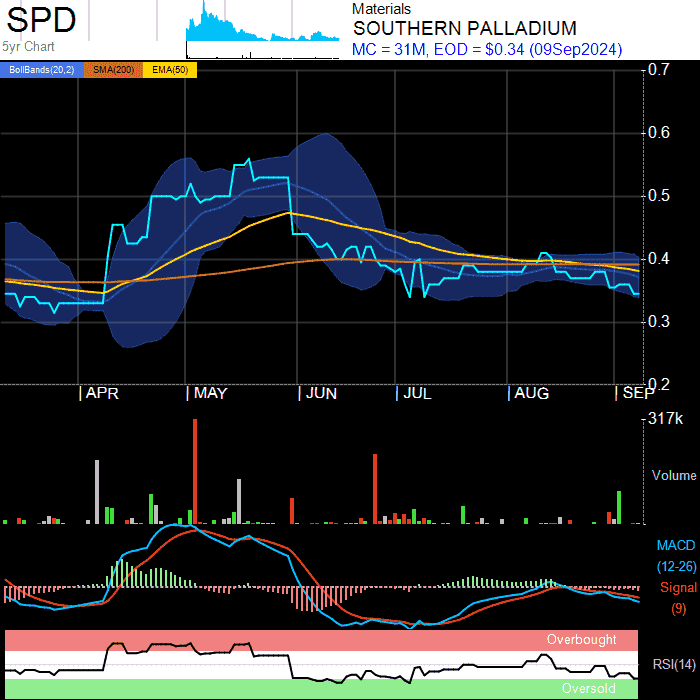 SPD
5yr Chart
Materials
SOUTHERN PALLADIUM
MC = 31M, EOD = $0.34 (09Sep2024)
BollBands(20,2) SMA(200) EMA(50)
0.7
0.6
0.5
0.4
0.3
0.2
APR MAY JUN JUL AUG SEP
317k
Volume
MACD
(12-26)
Signal
(9)
Overbought
RSI(14)
Oversold